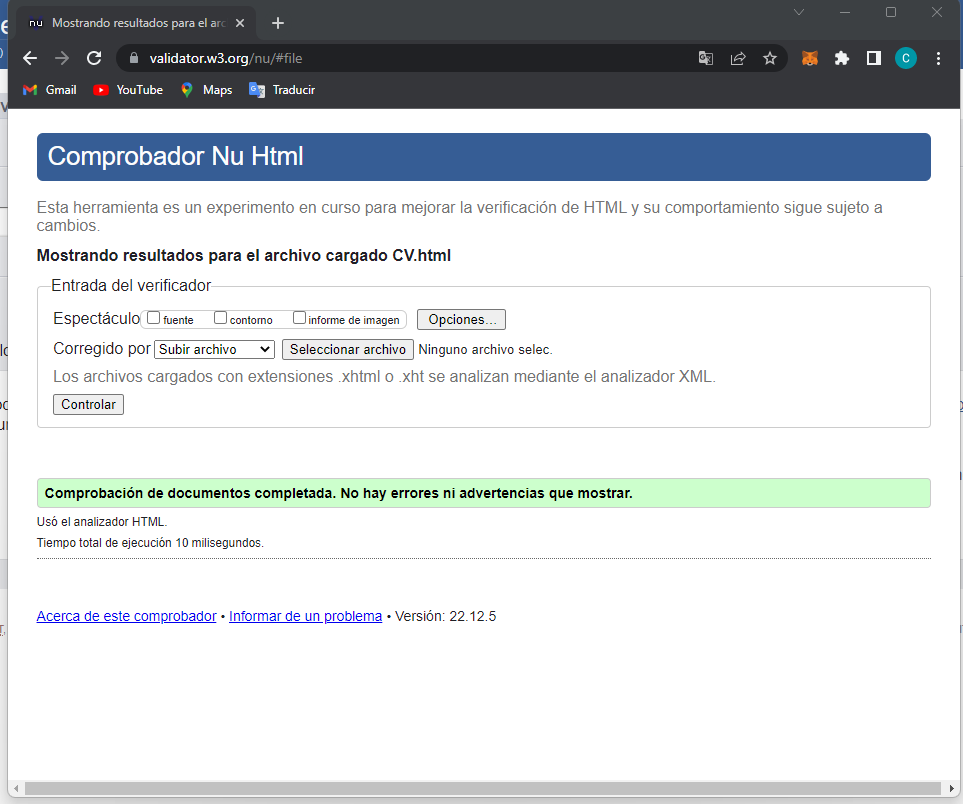 nu Mostrando resultados para el arc
validator.w3.org/nu/#file
C
Gmail YouTube Maps Traducir
Comprobador Nu Html
Esta herramienta es un experimento en curso para mejorar la verificación de HTML y su comportamiento sigue sujeto a
cambios.
Mostrando resultados para el archivo cargado CV.html
Entrada del verificador
Espectáculo fuente contorno informe de imagen Opciones...
Corregido por Subir archivo Seleccionar archivo Ninguno archivo selec.
Los archivos cargados con extensiones .xhtml o .xht se analizan mediante el analizador XML.
Controlar
Comprobación de documentos completada. No hay errores ni advertencias que mostrar.
Usó el analizador HTML.
Tiempo total de ejecución 10 milisegundos.
Acerca de este comprobador • Informar de un problema • Versión: 22.12.5